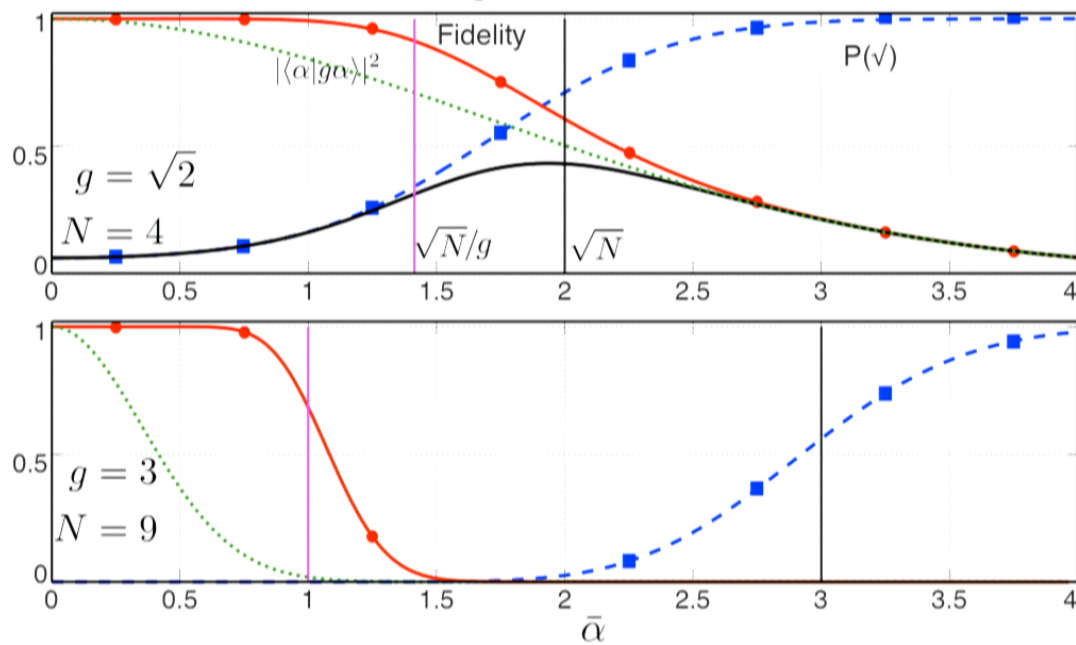 1
Fidelity
P(√)
|⟨α|gα⟩|²
0.5
g = √2
N = 4
√N/g
√N
0
0 0.5 1 1.5 2 2.5 3 3.5 4
1
0.5
g = 3
N = 9
0
0 0.5 1 1.5 2 2.5 3 3.5 4
ᾱ